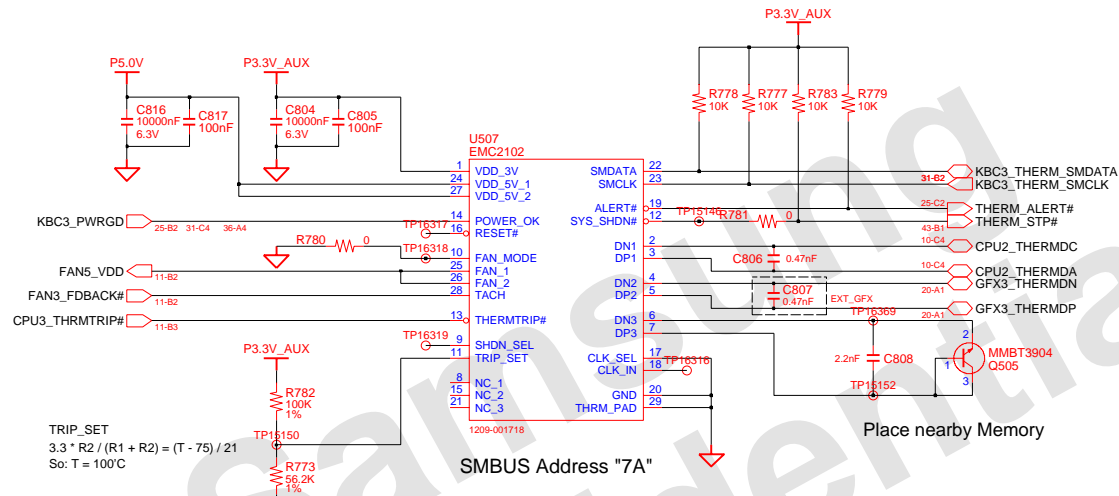 P3.3V_AUX
P5.0V
P3.3V_AUX
R778
10K
R777
10K
R783
10K
R779
10K
C816
10000nF
6.3V
C817
100nF
C804
10000nF
6.3V
C805
100nF
U507
EMC2102
1 VDD_3V
24 VDD_5V_1
27 VDD_5V_2
SMDATA 22
SMCLK 23
KBC3_THERM_SMDATA
31-B2
KBC3_THERM_SMCLK
ALERT# 19
SYS_SHDN# 12
TP15146
R781 0
25-C2
THERM_ALERT#
THERM_STP#
43-B1
KBC3_PWRGD
25-B2 31-C4 36-A4
14 POWER_OK
16 RESET#
TP16317
R780 0
TP16318
10 FAN_MODE
25 FAN_1
26 FAN_2
28 TACH
FAN5_VDD
11-B2
FAN3_FDBACK#
11-B2
CPU3_THRMTRIP#
11-B3
13 THERMTRIP#
TP16319
9 SHDN_SEL
11 TRIP_SET
8 NC_1
15 NC_2
21 NC_3
DN1 2
DP1 3
DN2 4
DP2 5
DN3 6
DP3 7
CLK_SEL 17
CLK_IN 18
GND 20
THRM_PAD 29
1209-001718
10-C4
CPU2_THERMDC
C806
0.47nF
10-C4
CPU2_THERMDA
GFX3_THERMDN
20-A1
C807
0.47nF
EXT_GFX
GFX3_THERMDP
20-A1
TP16369
2.2nF
C808
TP15152
TP16316
2
1
3
MMBT3904
Q505
P3.3V_AUX
R782
100K
1%
TP15150
R773
56.2K
1%
TRIP_SET
3.3 * R2 / (R1 + R2) = (T - 75) / 21
So: T = 100'C
SMBUS Address "7A"
Place nearby Memory
Samsung